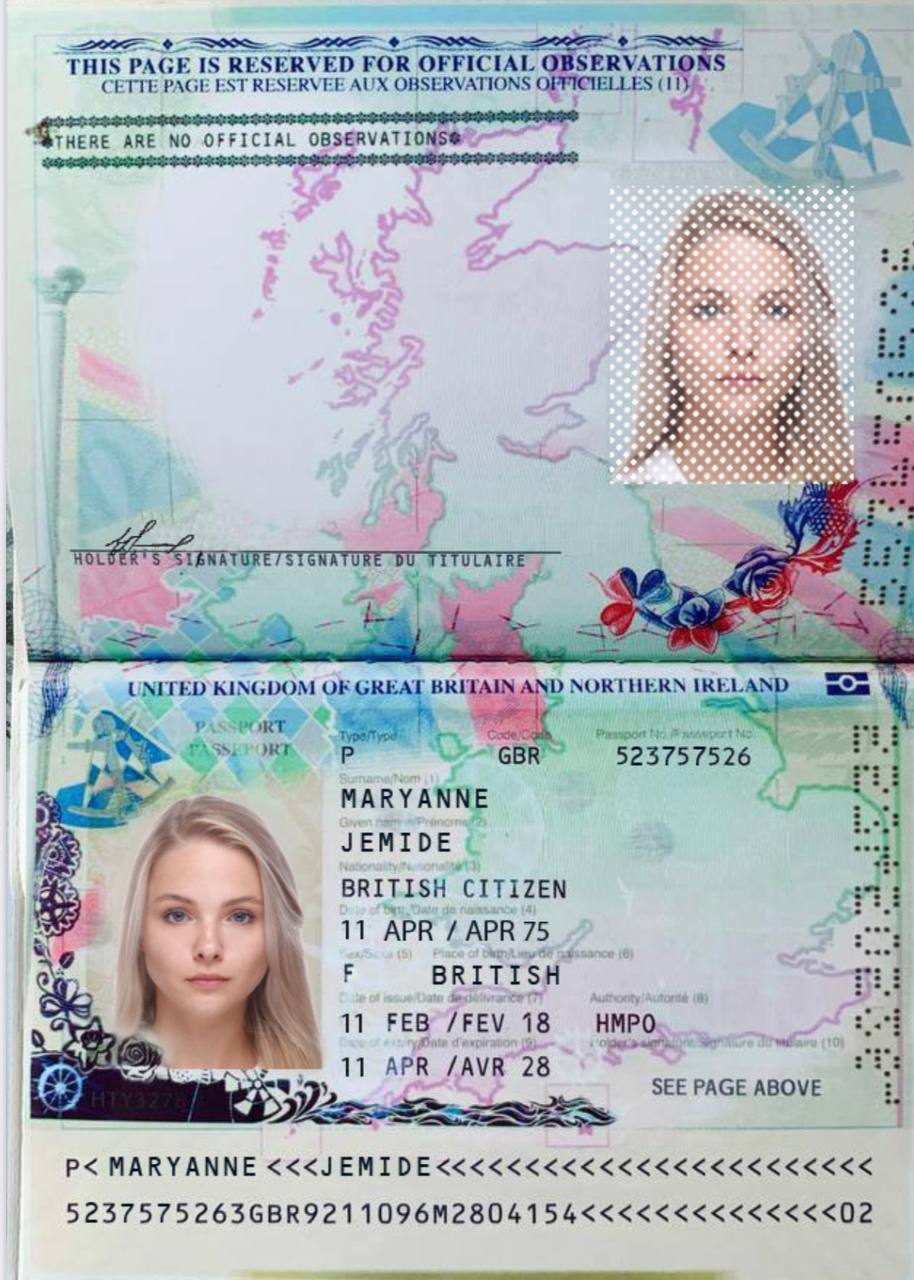 THIS PAGE IS RESERVED FOR OFFICIAL OBSERVATIONS
CETTE PAGE EST RESERVEE AUX OBSERVATIONS OFFICIELLES (11)
*THERE ARE NO OFFICIAL OBSERVATIONS*
HOLDER'S SIGNATURE/SIGNATURE DU TITULAIRE
UNITED KINGDOM OF GREAT BRITAIN AND NORTHERN IRELAND
PASSPORT
PASSEPORT
Type/Type Code/Code Passport No./Passeport No.
P GBR 523757526
Surname/Nom (1)
MARYANNE
Given names/Prénoms (2)
JEMIDE
Nationality/Nationalité (3)
BRITISH CITIZEN
Date of birth/Date de naissance (4)
11 APR / APR 75
Sex/Sexe (5) Place of birth/Lieu de naissance (6)
F BRITISH
Date of issue/Date de délivrance (7) Authority/Autorité (8)
11 FEB /FEV 18 HMPO
Date of expiry/Date d'expiration (9) Holder's signature/Signature du titulaire (10)
11 APR /AVR 28
SEE PAGE ABOVE
P< MARYANNE <<<JEMIDE<<<<<<<<<<<<<<<<<<<<<<<<<<
5237575263GBR9211096M2804154<<<<<<<<<<<<<<02